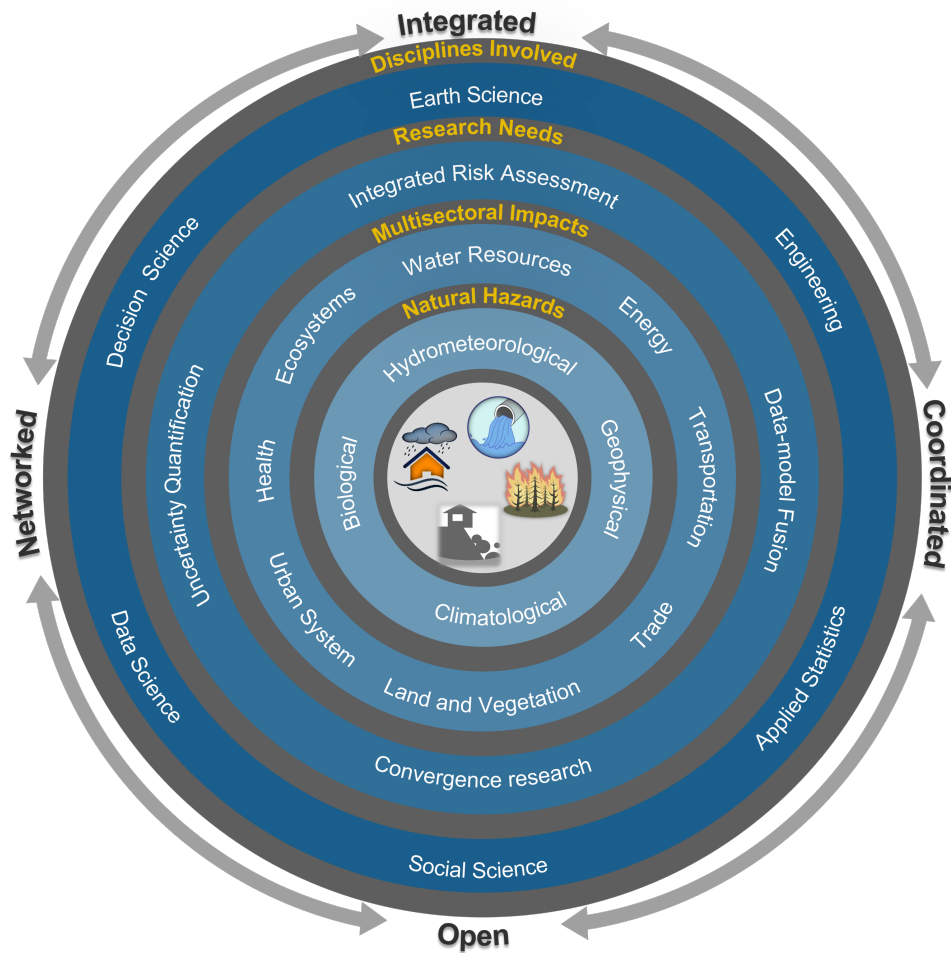 Integrated
Disciplines Involved
Earth Science
Research Needs
Integrated Risk Assessment
Multisectoral Impacts
Water Resources
Natural Hazards
Hydrometeorological
Decision Science
Engineering
Ecosystems
Energy
Networked
Uncertainty Quantification
Health
Biological
Geophysical
Transportation
Data-model Fusion
Coordinated
Climatological
Urban System
Trade
Data Science
Applied Statistics
Land and Vegetation
Convergence research
Social Science
Open